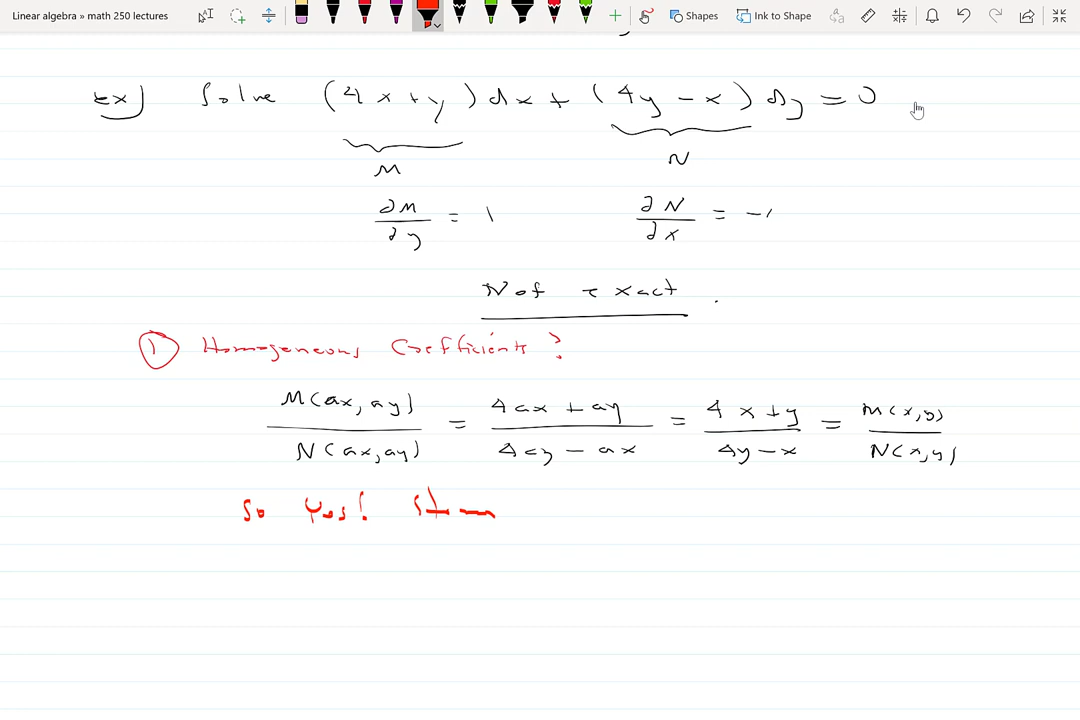 Linear algebra » math 250 lectures Shapes Ink to Shape
Ex) Solve (4x+y)dx+(4y-x)dy=0
M N
∂M/∂y = 1 ∂N/∂x = -1
Not exact.
① Homogeneous Coefficients?
M(ax,ay)/N(ax,ay) = 4ax+ay/4ay-ax = 4x+y/4y-x = M(x,y)/N(x,y)
So Yes!